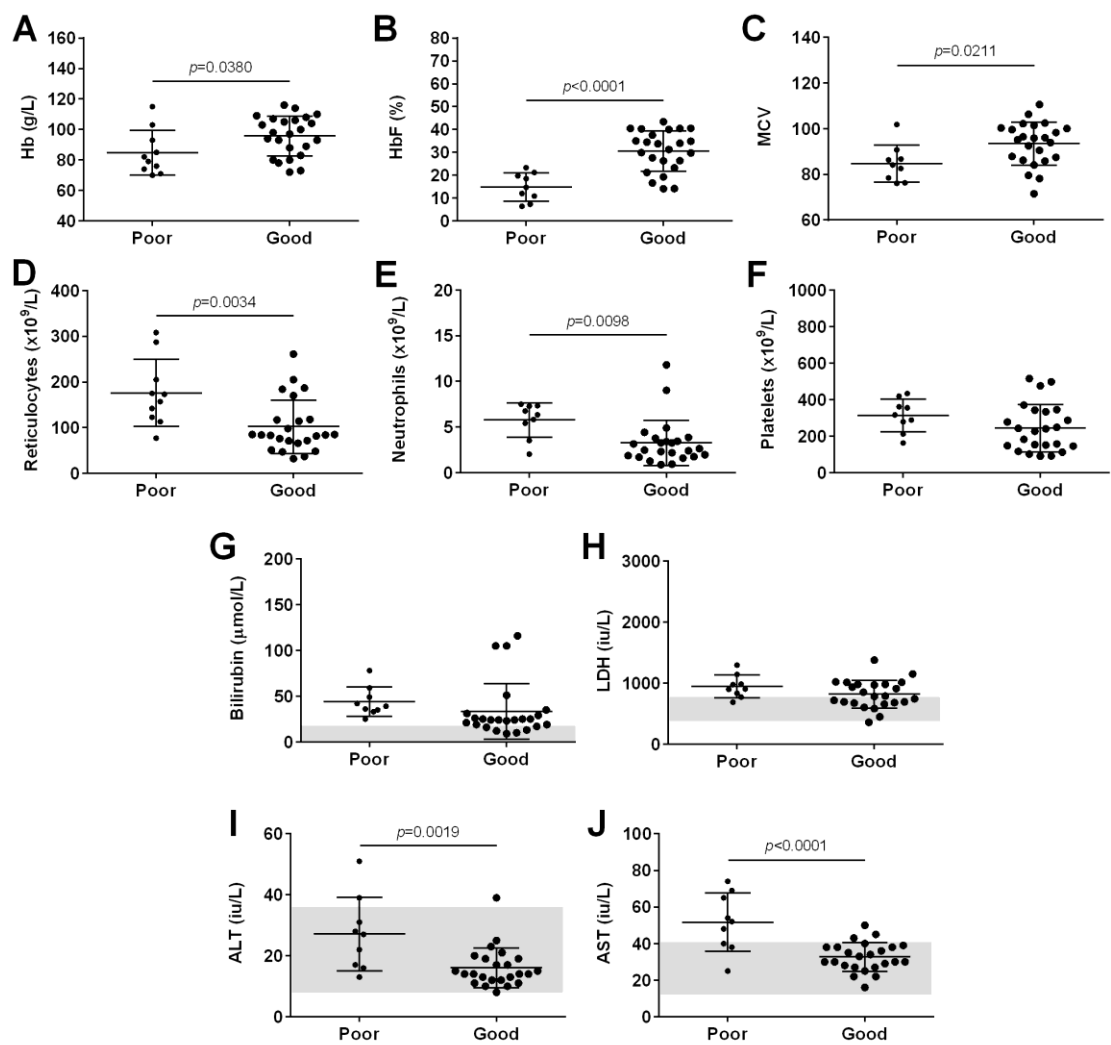 A
Hb (g/L)
160
140
120
100
80
60
40
p=0.0380
Poor Good
B
HbF (%)
80
70
60
50
40
30
20
10
0
p<0.0001
Poor Good
C
MCV
140
120
100
80
60
p=0.0211
Poor Good
D
Reticulocytes (x10⁹/L)
400
300
200
100
0
p=0.0034
Poor Good
E
Neutrophils (x10⁹/L)
20
15
10
5
0
p=0.0098
Poor Good
F
Platelets (x10⁹/L)
1000
800
600
400
200
0
Poor Good
G
Bilirubin (μmol/L)
200
150
100
50
0
Poor Good
H
LDH (iu/L)
3000
2000
1000
0
Poor Good
I
ALT (iu/L)
60
40
20
0
p=0.0019
Poor Good
J
AST (iu/L)
100
80
60
40
20
0
p<0.0001
Poor Good